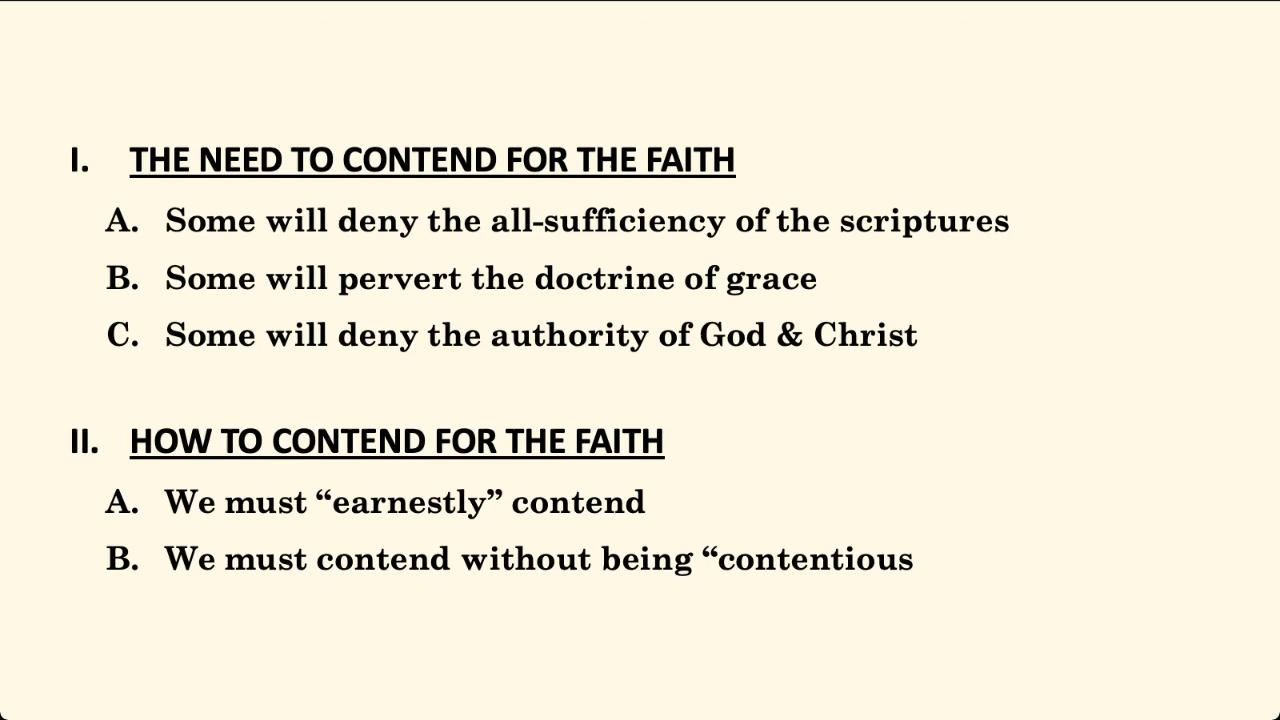 I. THE NEED TO CONTEND FOR THE FAITH
A. Some will deny the all-sufficiency of the scriptures
B. Some will pervert the doctrine of grace
C. Some will deny the authority of God & Christ
II. HOW TO CONTEND FOR THE FAITH
A. We must “earnestly” contend
B. We must contend without being “contentious